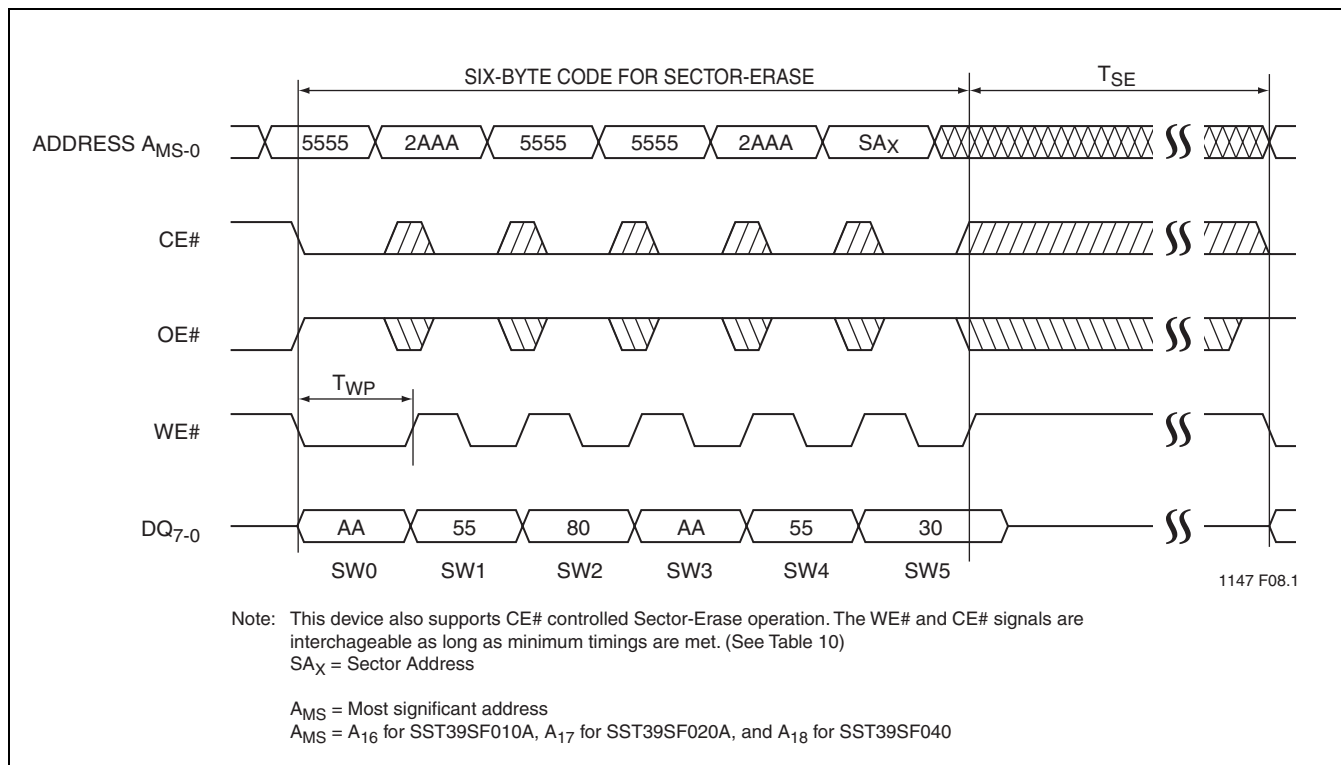 SIX-BYTE CODE FOR SECTOR-ERASE TSE
ADDRESS AMS-0 5555 2AAA 5555 5555 2AAA SAX
CE#
OE#
TWP
WE#
DQ7-0 AA 55 80 AA 55 30
SW0 SW1 SW2 SW3 SW4 SW5
1147 F08.1
Note: This device also supports CE# controlled Sector-Erase operation. The WE# and CE# signals are
interchageable as long as minimum timings are met. (See Table 10)
SAX = Sector Address
AMS = Most significant address
AMS = A16 for SST39SF010A, A17 for SST39SF020A, and A18 for SST39SF040